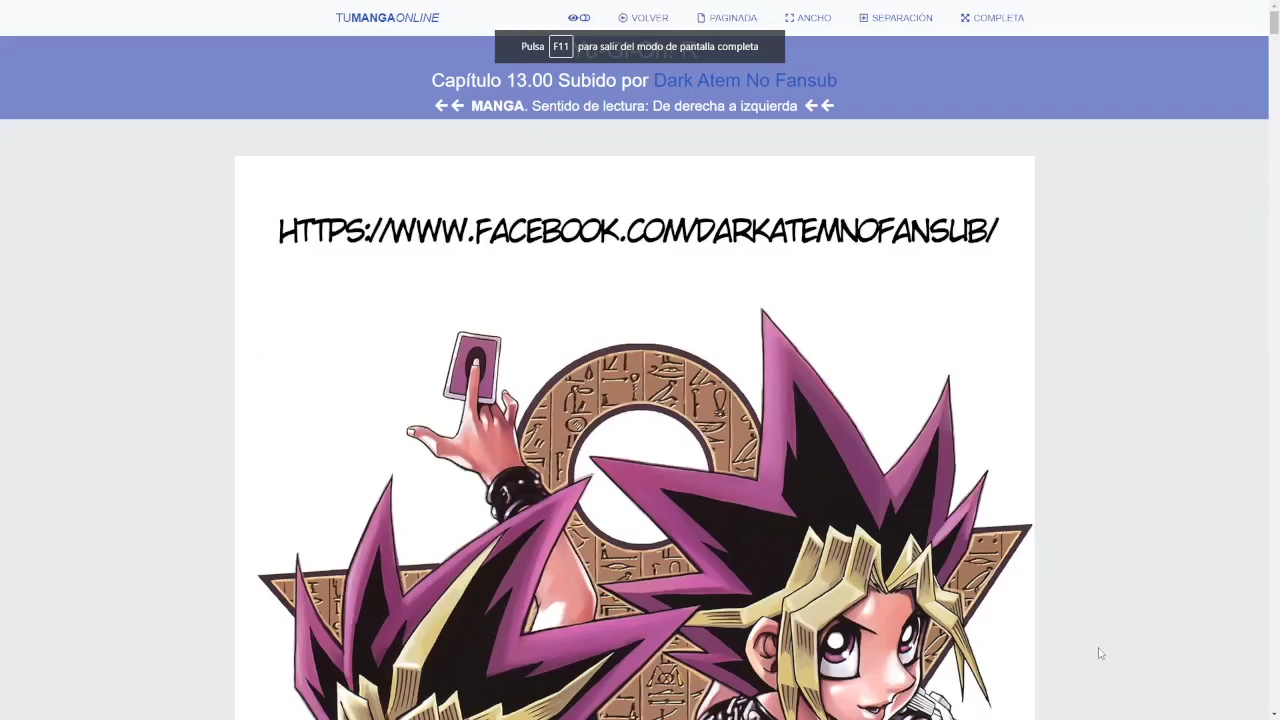 TUMANGAONLINE
VOLVER
PAGINADA
ANCHO
SEPARACIÓN
COMPLETA
Pulsa F11 para salir del modo de pantalla completa
Capítulo 13.00 Subido por Dark Atem No Fansub
MANGA. Sentido de lectura: De derecha a izquierda
HTTPS://WWW.FACEBOOK.COM/DARKATEMNOFANSUB/